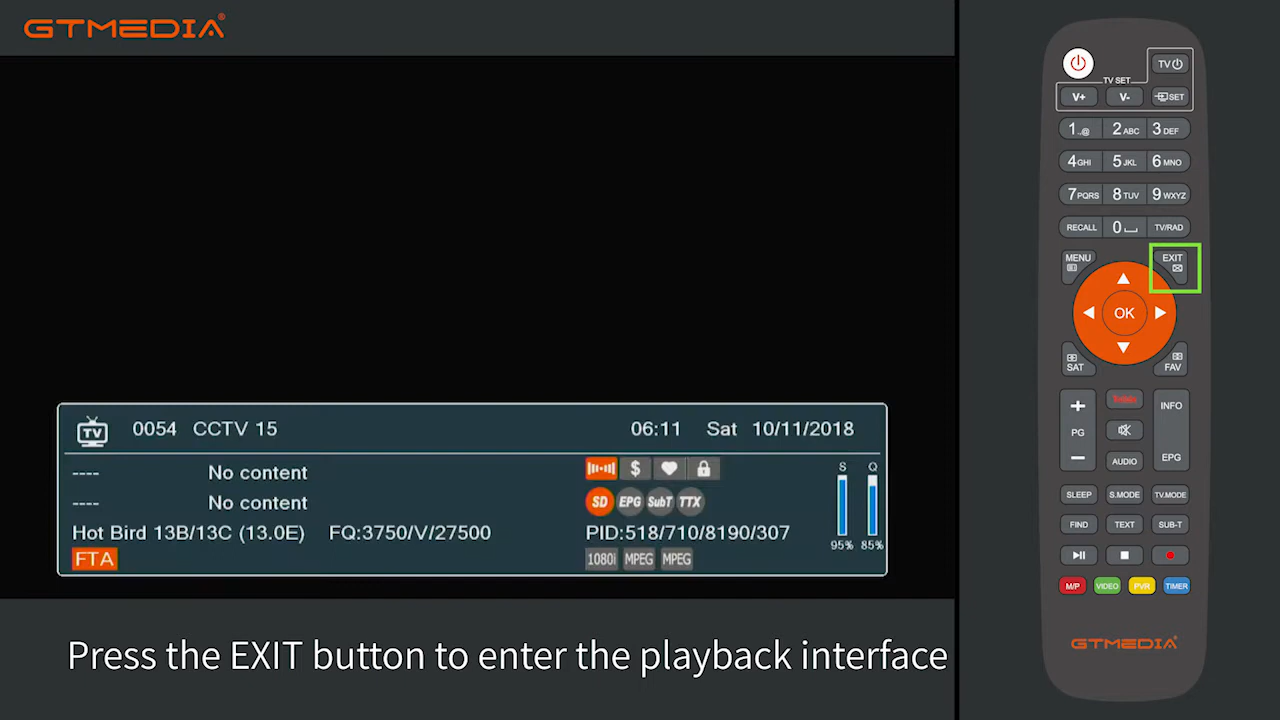 GTMEDIA®
0054 CCTV 15 06:11 Sat 10/11/2018
---- No content
---- No content
Hot Bird 13B/13C (13.0E) FQ:3750/V/27500
FTA
$
SD EPG SubT TTX
PID:518/710/8190/307
1080i MPEG MPEG
S Q
95% 85%
Press the EXIT button to enter the playback interface
TV
TV SET
V+ V- SET
1.,@ 2ABC 3DEF
4GHI 5JKL 6MNO
7PQRS 8TUV 9WXYZ
RECALL 0 TV/RAD
MENU EXIT
OK
SAT FAV
+ INFO
PG
- AUDIO EPG
SLEEP S.MODE TV.MODE
FIND TEXT SUB-T
M/P VIDEO PVR TIMER
GTMEDIA